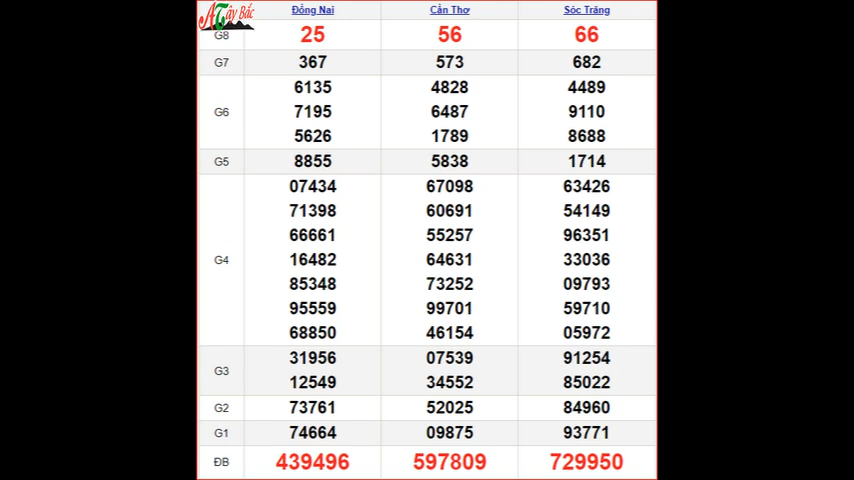 A Tây Bắc
Đồng Nai Cần Thơ Sóc Trăng
G8 25 56 66
G7 367 573 682
6135 4828 4489
G6 7195 6487 9110
5626 1789 8688
G5 8855 5838 1714
07434 67098 63426
71398 60691 54149
66661 55257 96351
G4 16482 64631 33036
85348 73252 09793
95559 99701 59710
68850 46154 05972
G3 31956 07539 91254
12549 34552 85022
G2 73761 52025 84960
G1 74664 09875 93771
ĐB 439496 597809 729950